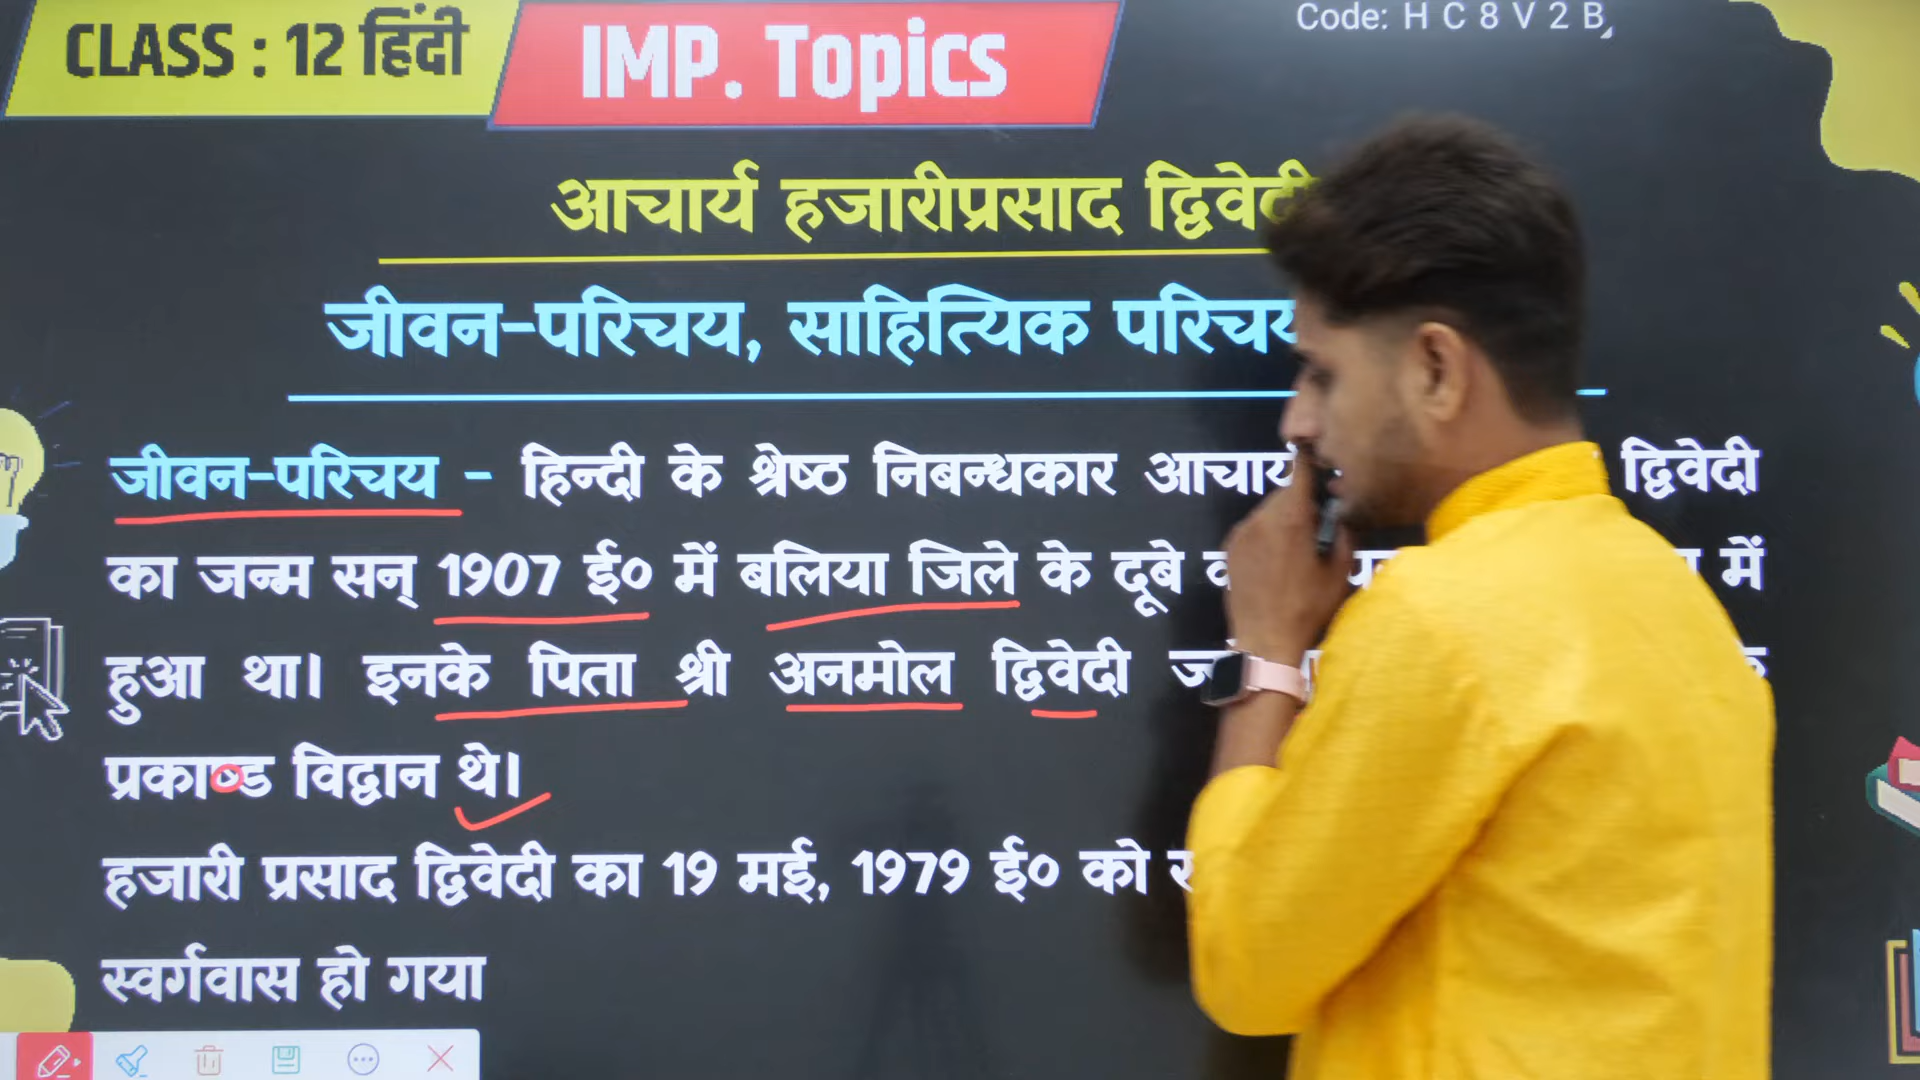 CLASS : 12 हिंदी
IMP. Topics
Code: H C 8 V 2 B
आचार्य हजारीप्रसाद द्विवेदी
जीवन-परिचय, साहित्यिक परिचय
जीवन-परिचय - हिन्दी के श्रेष्ठ निबन्धकार आचार्य द्विवेदी
का जन्म सन् 1907 ई० में बलिया जिले के दूबे में
हुआ था। इनके पिता श्री अनमोल द्विवेदी
प्रकाण्ड विद्वान थे।
हजारी प्रसाद द्विवेदी का 19 मई, 1979 ई० को
स्वर्गवास हो गया